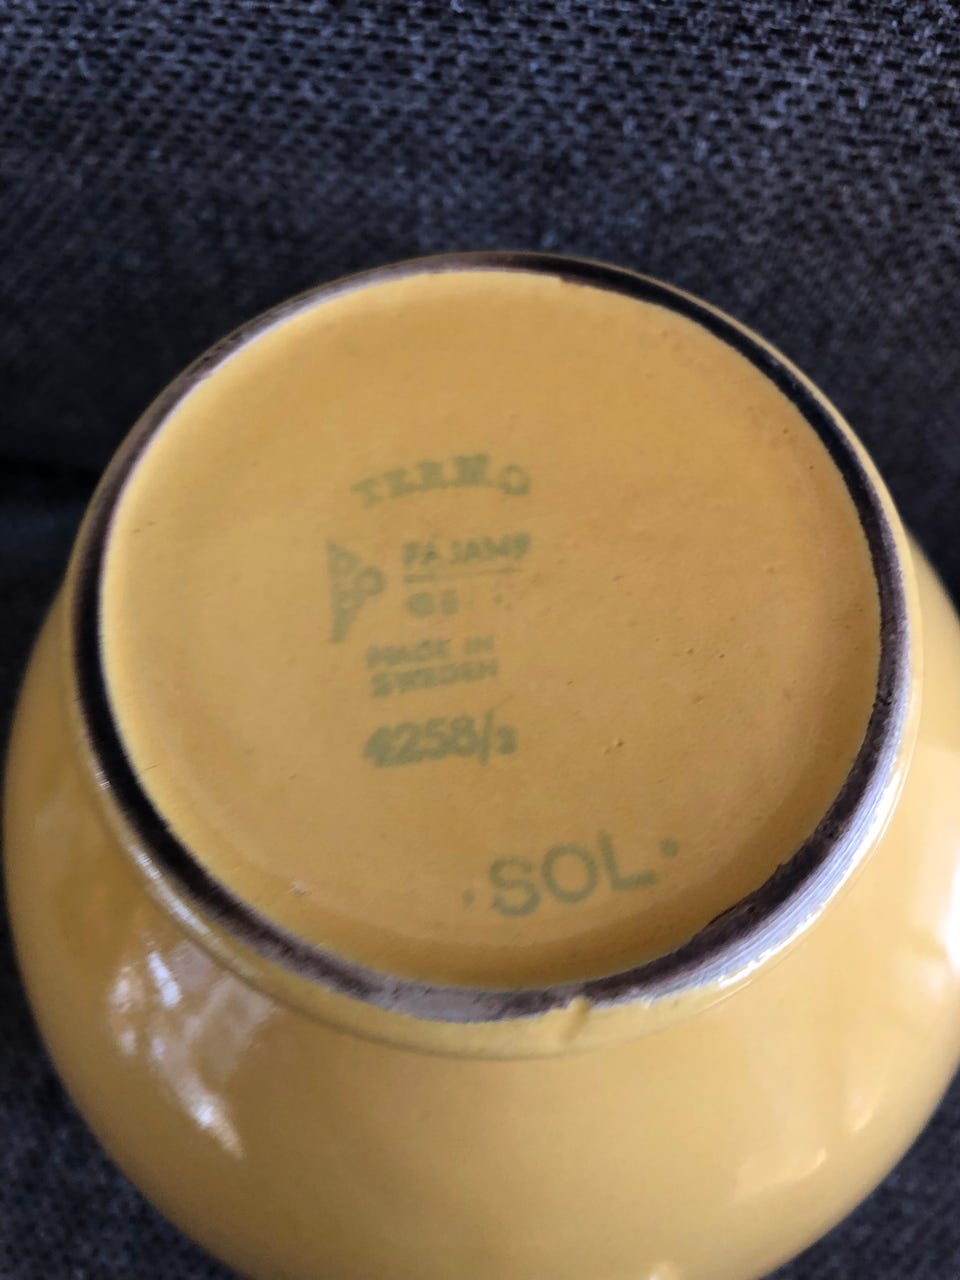 TERMO
FAJANS
MADE IN
SWEDEN
4258/2
·SOL·